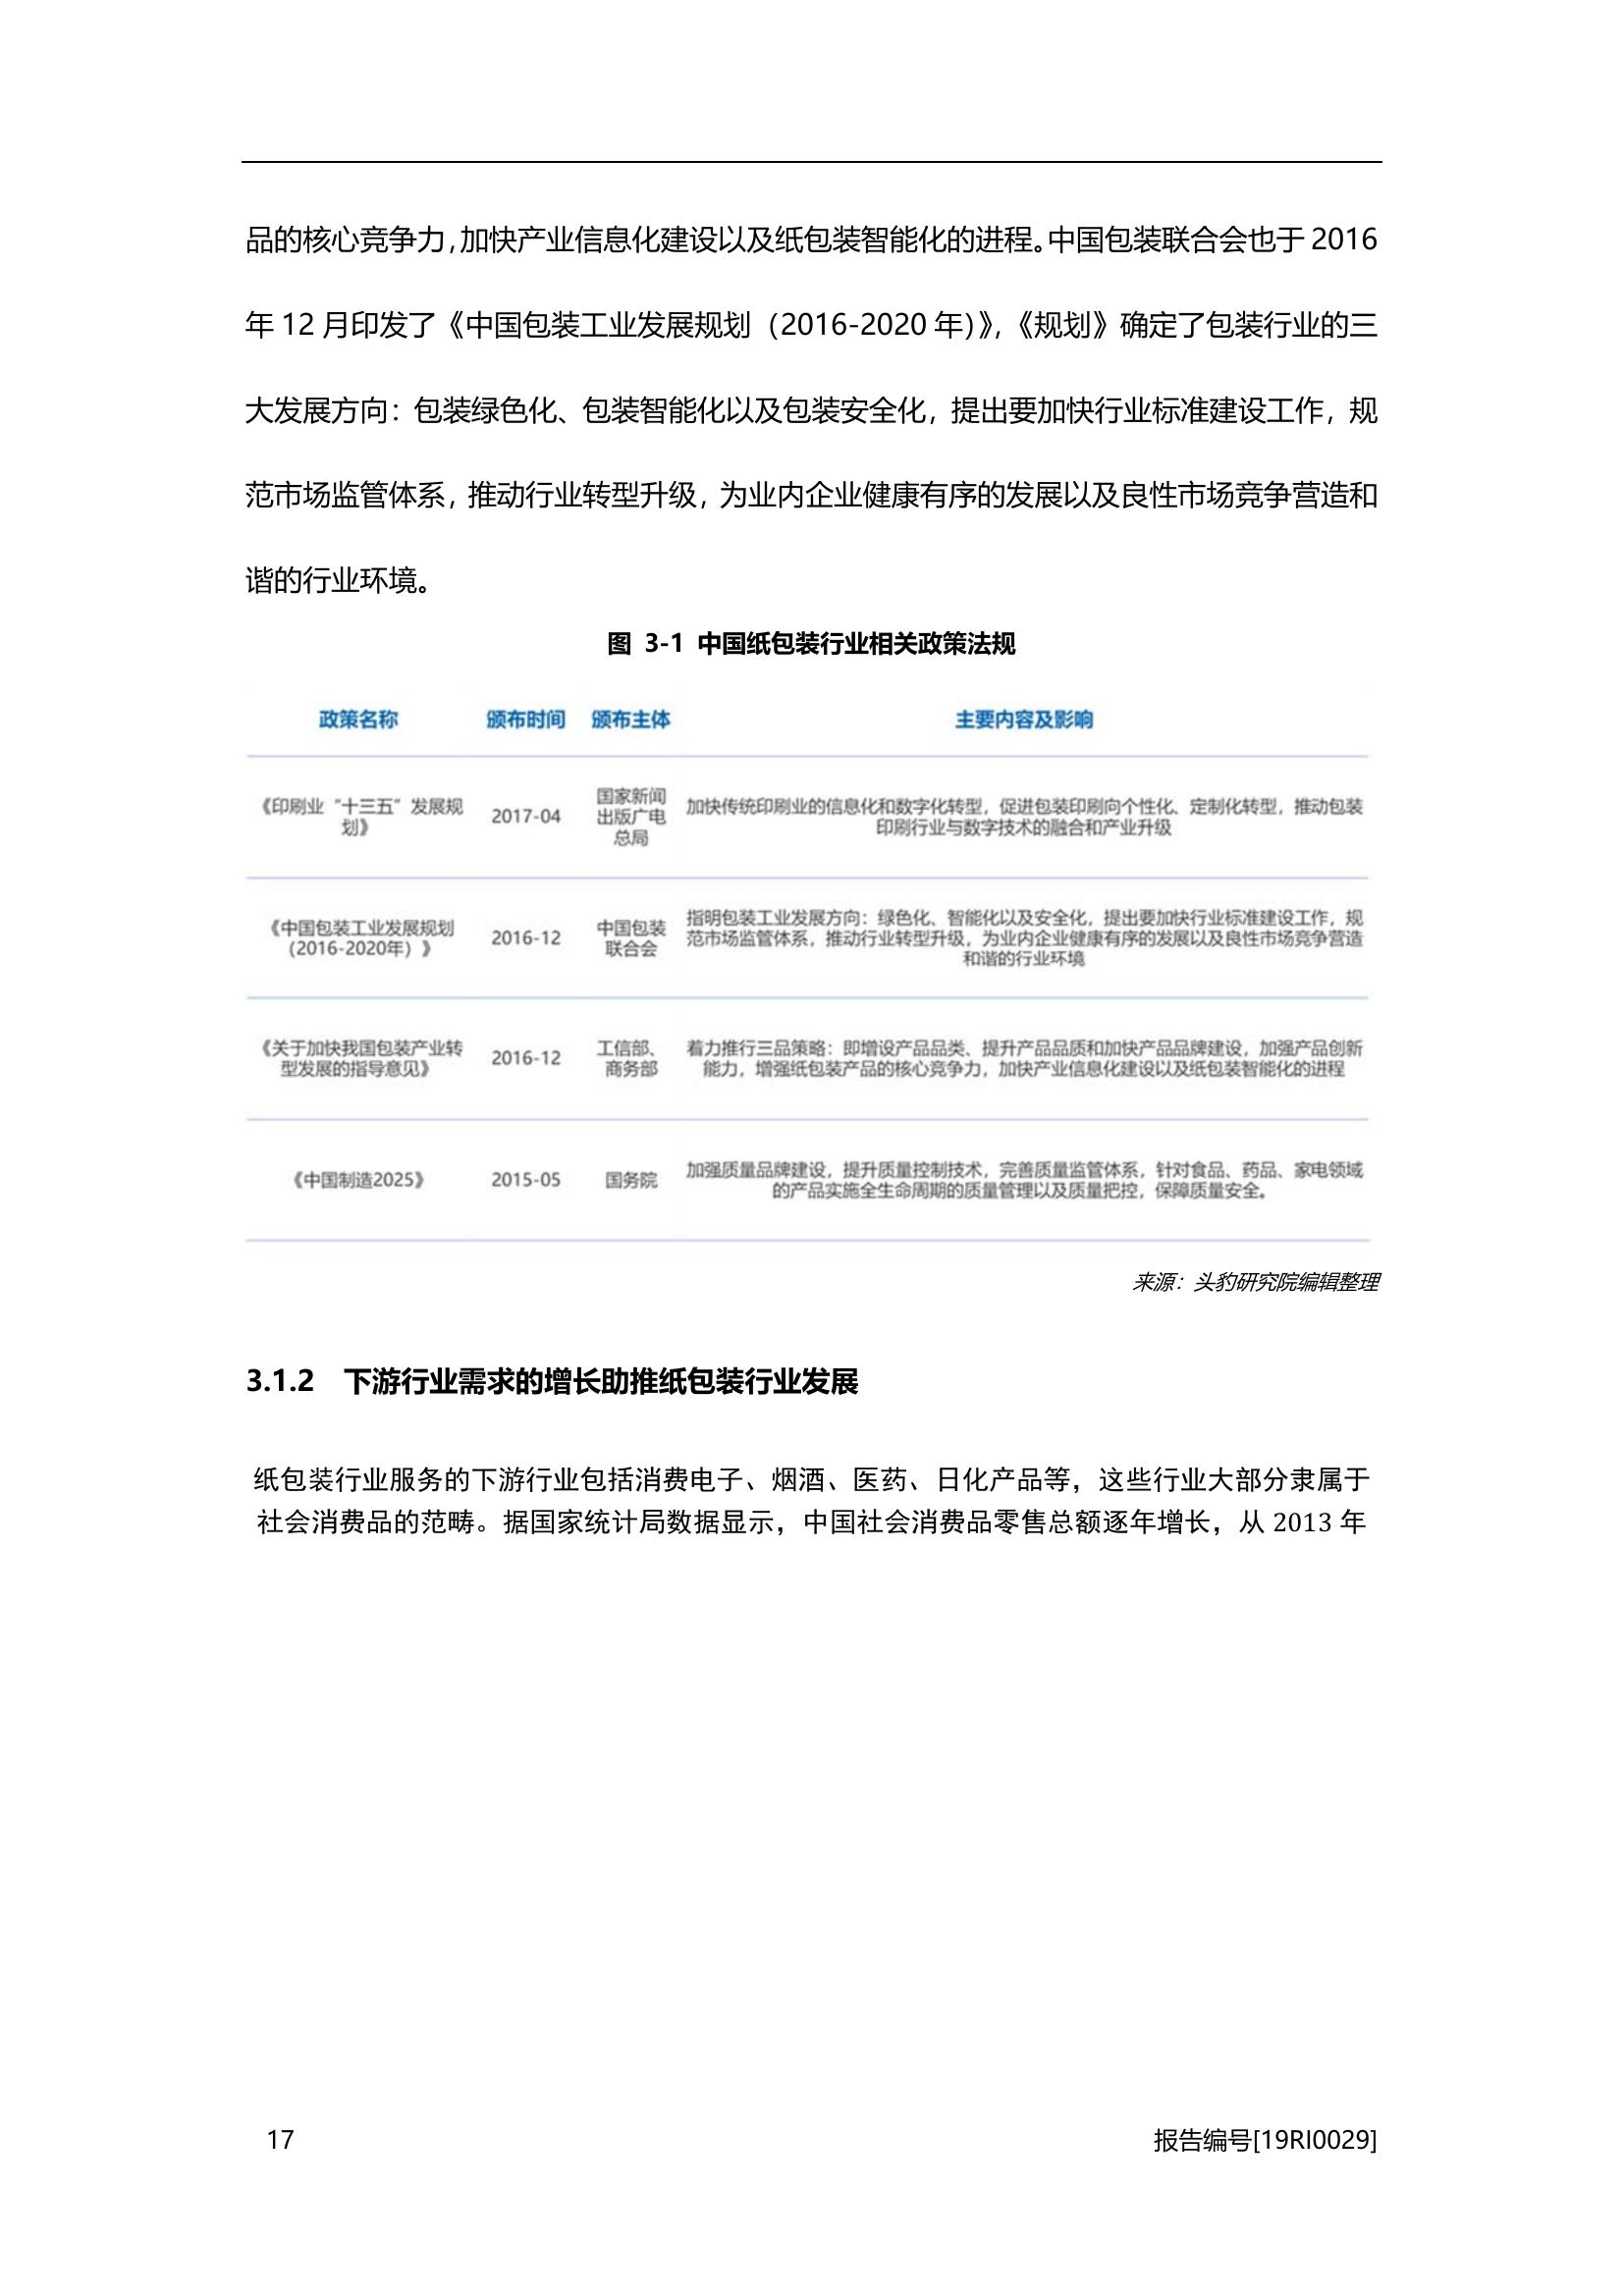 品的核心竞争力，加快产业信息化建设以及纸包装智能化的进程。中国包装联合会也于 2016
年 12 月印发了《中国包装工业发展规划（2016-2020 年）》，《规划》确定了包装行业的三
大发展方向：包装绿色化、包装智能化以及包装安全化，提出要加快行业标准建设工作，规
范市场监管体系，推动行业转型升级，为业内企业健康有序的发展以及良性市场竞争营造和
谐的行业环境。
图 3-1 中国纸包装行业相关政策法规
政策名称 颁布时间 颁布主体 主要内容及影响
《印刷业“十三五”发展规
划》
2017-04
国家新闻
出版广电
总局
加快传统印刷业的信息化和数字化转型，促进包装印刷向个性化、定制化转型，推动包装
印刷行业与数字技术的融合和产业升级
《中国包装工业发展规划
（2016-2020年）》
2016-12
中国包装
联合会
指明包装工业发展方向：绿色化、智能化以及安全化，提出要加快行业标准建设工作，规
范市场监管体系，推动行业转型升级，为业内企业健康有序的发展以及良性市场竞争营造
和谐的行业环境
《关于加快我国包装产业转
型发展的指导意见》
2016-12
工信部、
商务部
着力推行三品策略：即增设产品品类、提升产品品质和加快产品品牌建设，加强产品创新
能力，增强纸包装产品的核心竞争力，加快产业信息化建设以及纸包装智能化的进程
《中国制造2025》
2015-05
国务院
加强质量品牌建设，提升质量控制技术，完善质量监管体系，针对食品、药品、家电领域
的产品实施全生命周期的质量管理以及质量把控，保障质量安全。
来源：头豹研究院编辑整理
3.1.2 下游行业需求的增长助推纸包装行业发展
纸包装行业服务的下游行业包括消费电子、烟酒、医药、日化产品等，这些行业大部分隶属于
社会消费品的范畴。据国家统计局数据显示，中国社会消费品零售总额逐年增长，从 2013 年
17 报告编号[19RI0029]